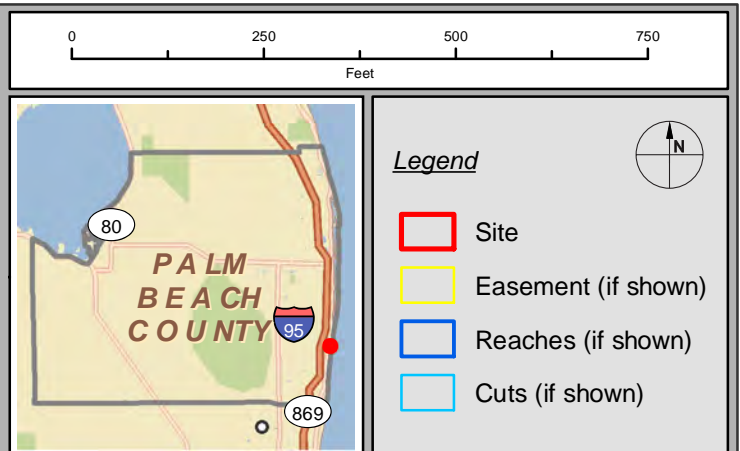 0 250 500 750
Feet
80
PALM
BEACH
COUNTY
95
869
Legend
N
Site
Easement (if shown)
Reaches (if shown)
Cuts (if shown)